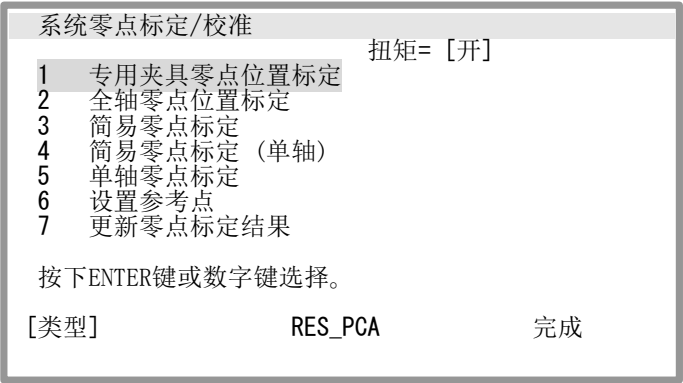 系统零点标定/校准
扭矩= [开]
1 专用夹具零点位置标定
2 全轴零点位置标定
3 简易零点标定
4 简易零点标定 (单轴)
5 单轴零点标定
6 设置参考点
7 更新零点标定结果
按下ENTER键或数字键选择。
[类型] RES_PCA 完成